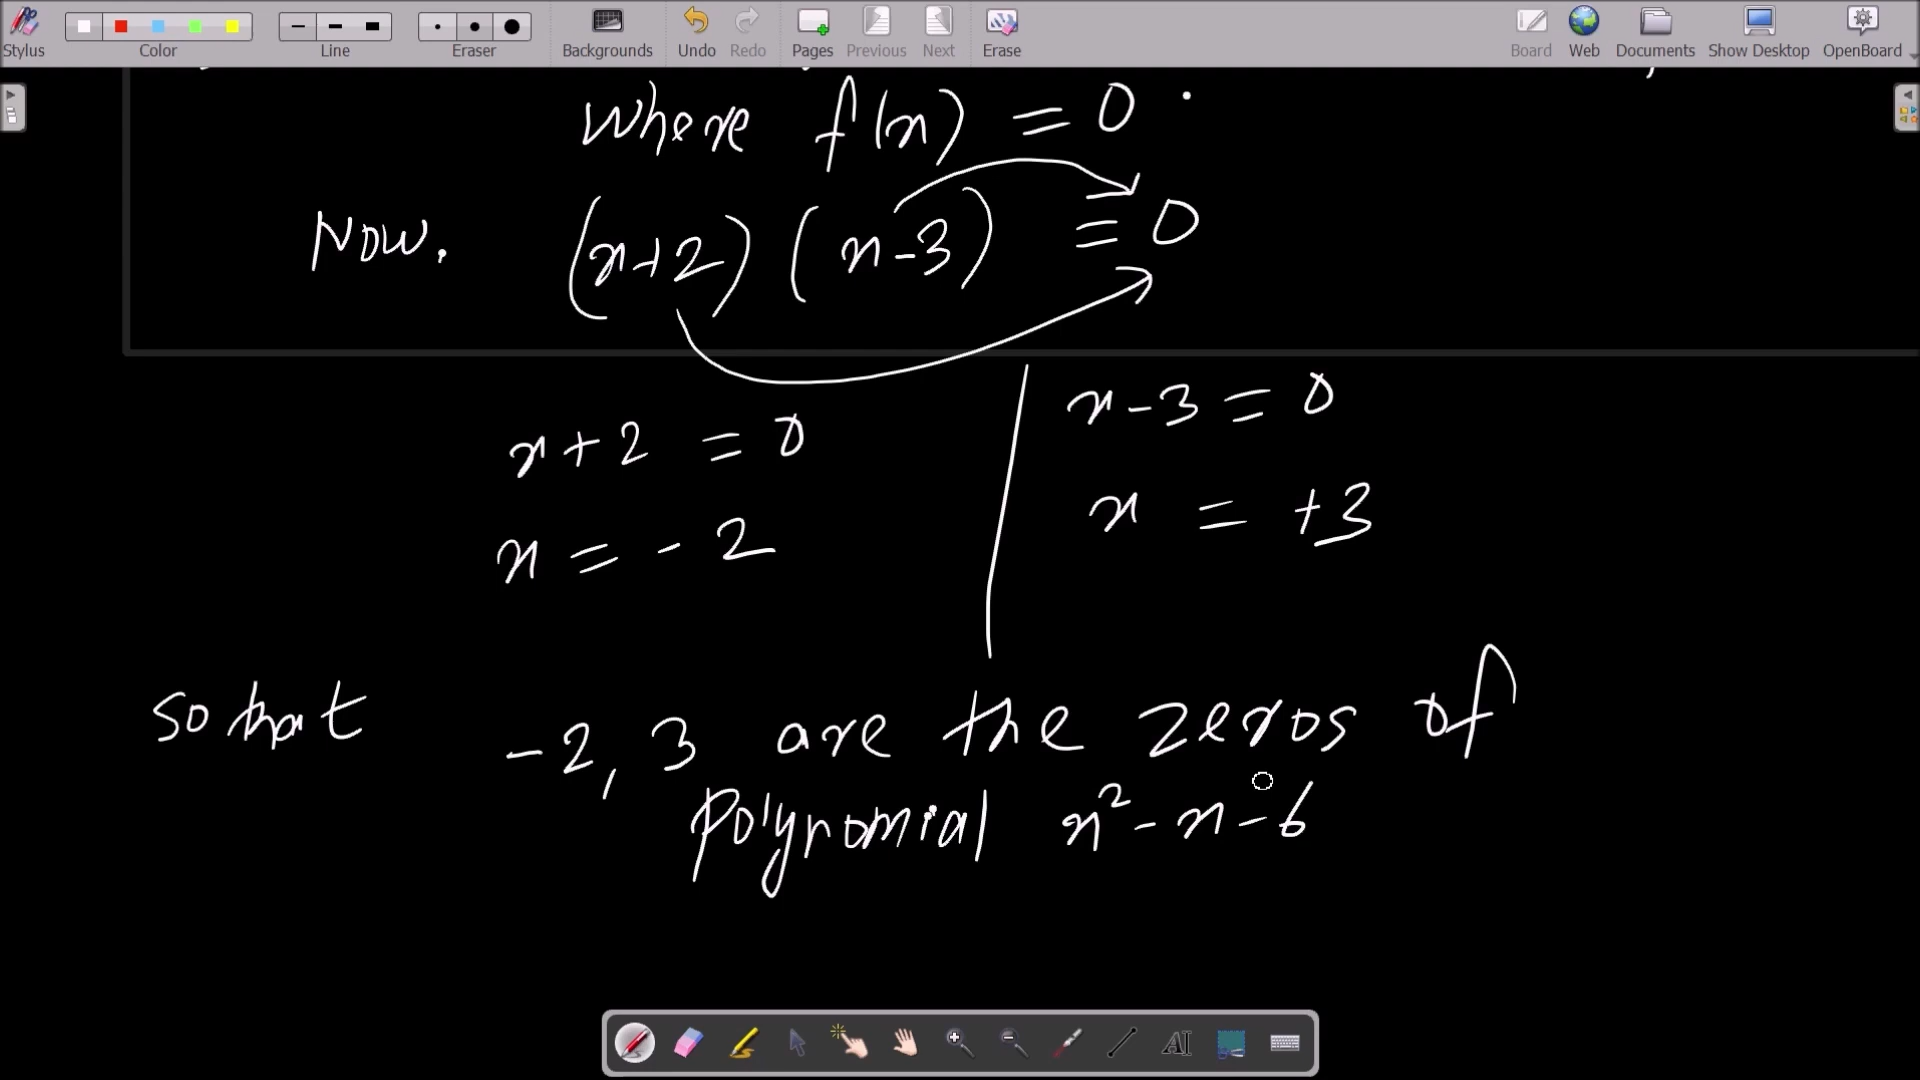 Stylus Color Line Eraser Backgrounds Undo Redo Pages Previous Next Erase Board Web Documents Show Desktop OpenBoard
where f(x) = 0 .
Now. (x+2) (x-3) = 0
x+2 = 0
x-3 = 0
x = -2
x = +3
so that -2, 3 are the zeros of
polynomial x² - x - 6
AI